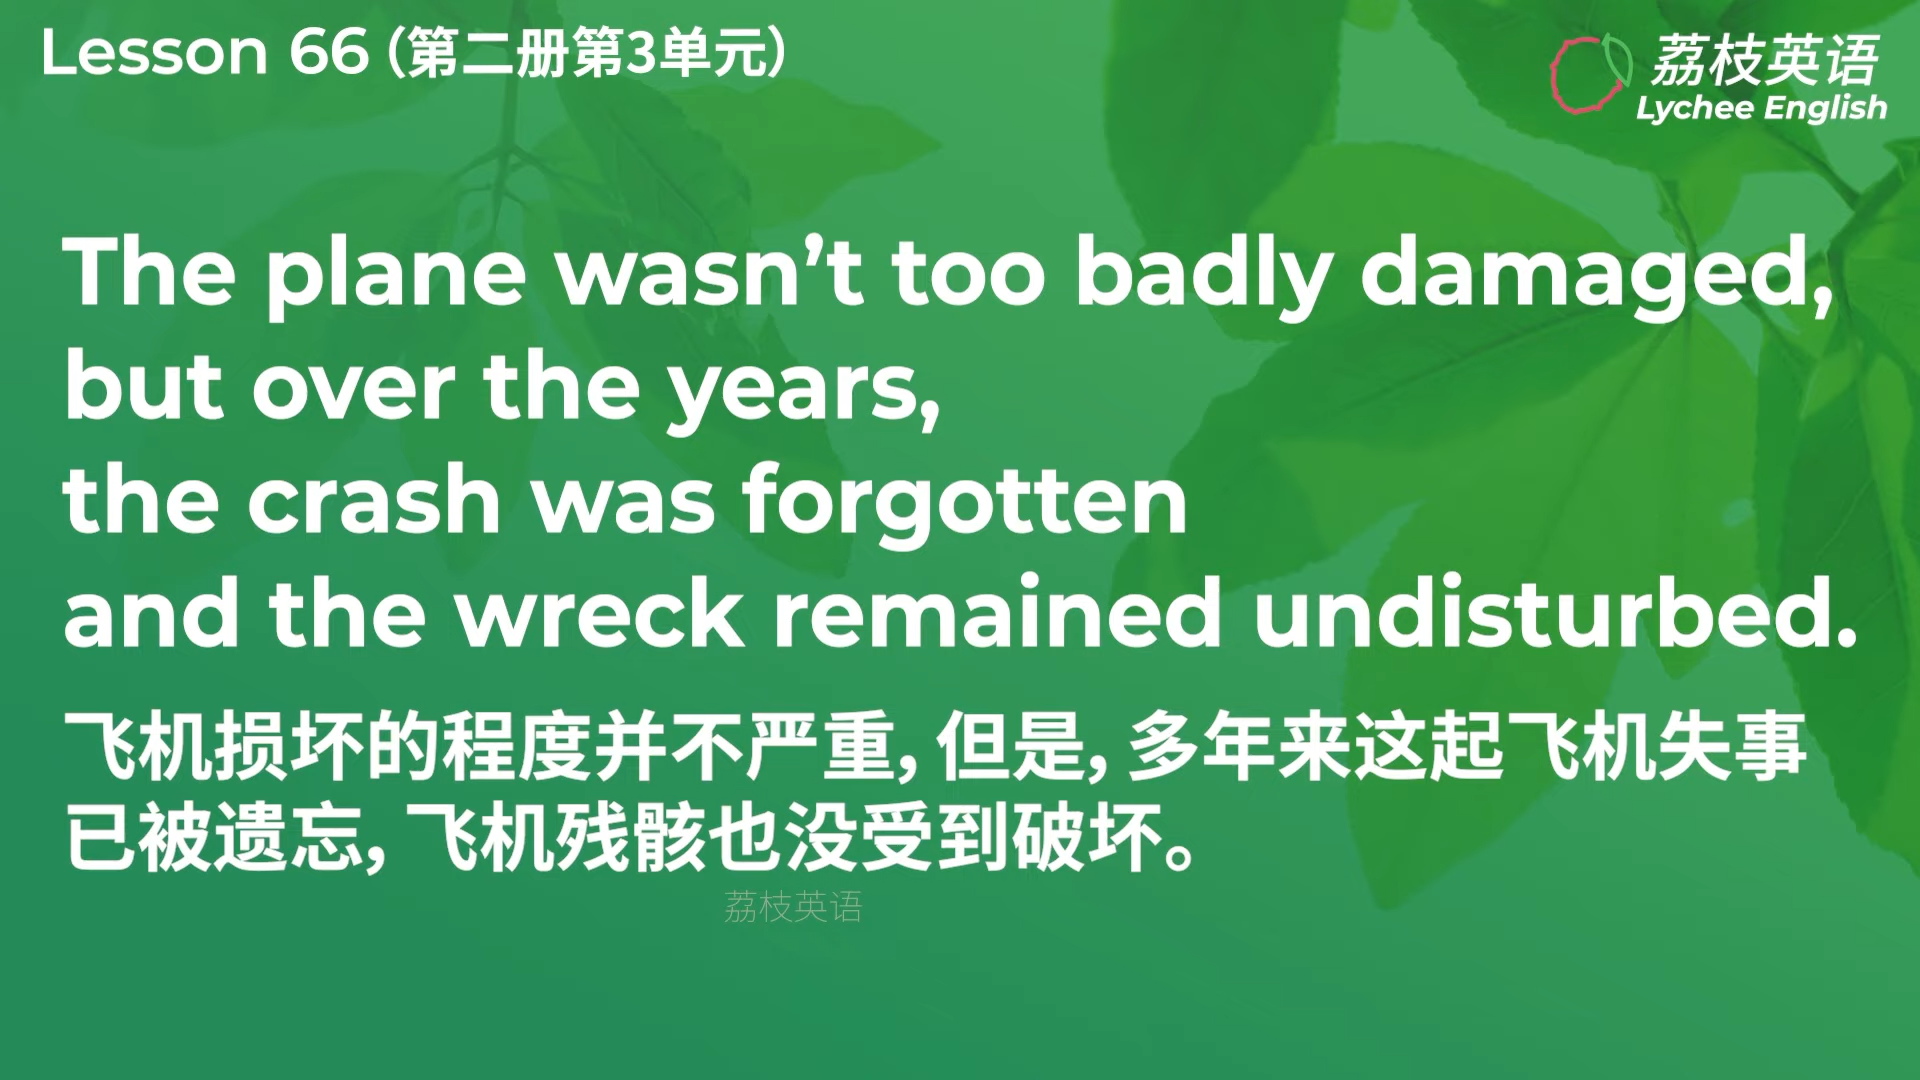 Lesson 66 (第二册第3单元)
荔枝英语
Lychee English
The plane wasn’t too badly damaged,
but over the years,
the crash was forgotten
and the wreck remained undisturbed.
飞机损坏的程度并不严重, 但是, 多年来这起飞机失事
已被遗忘, 飞机残骸也没受到破坏。
荔枝英语